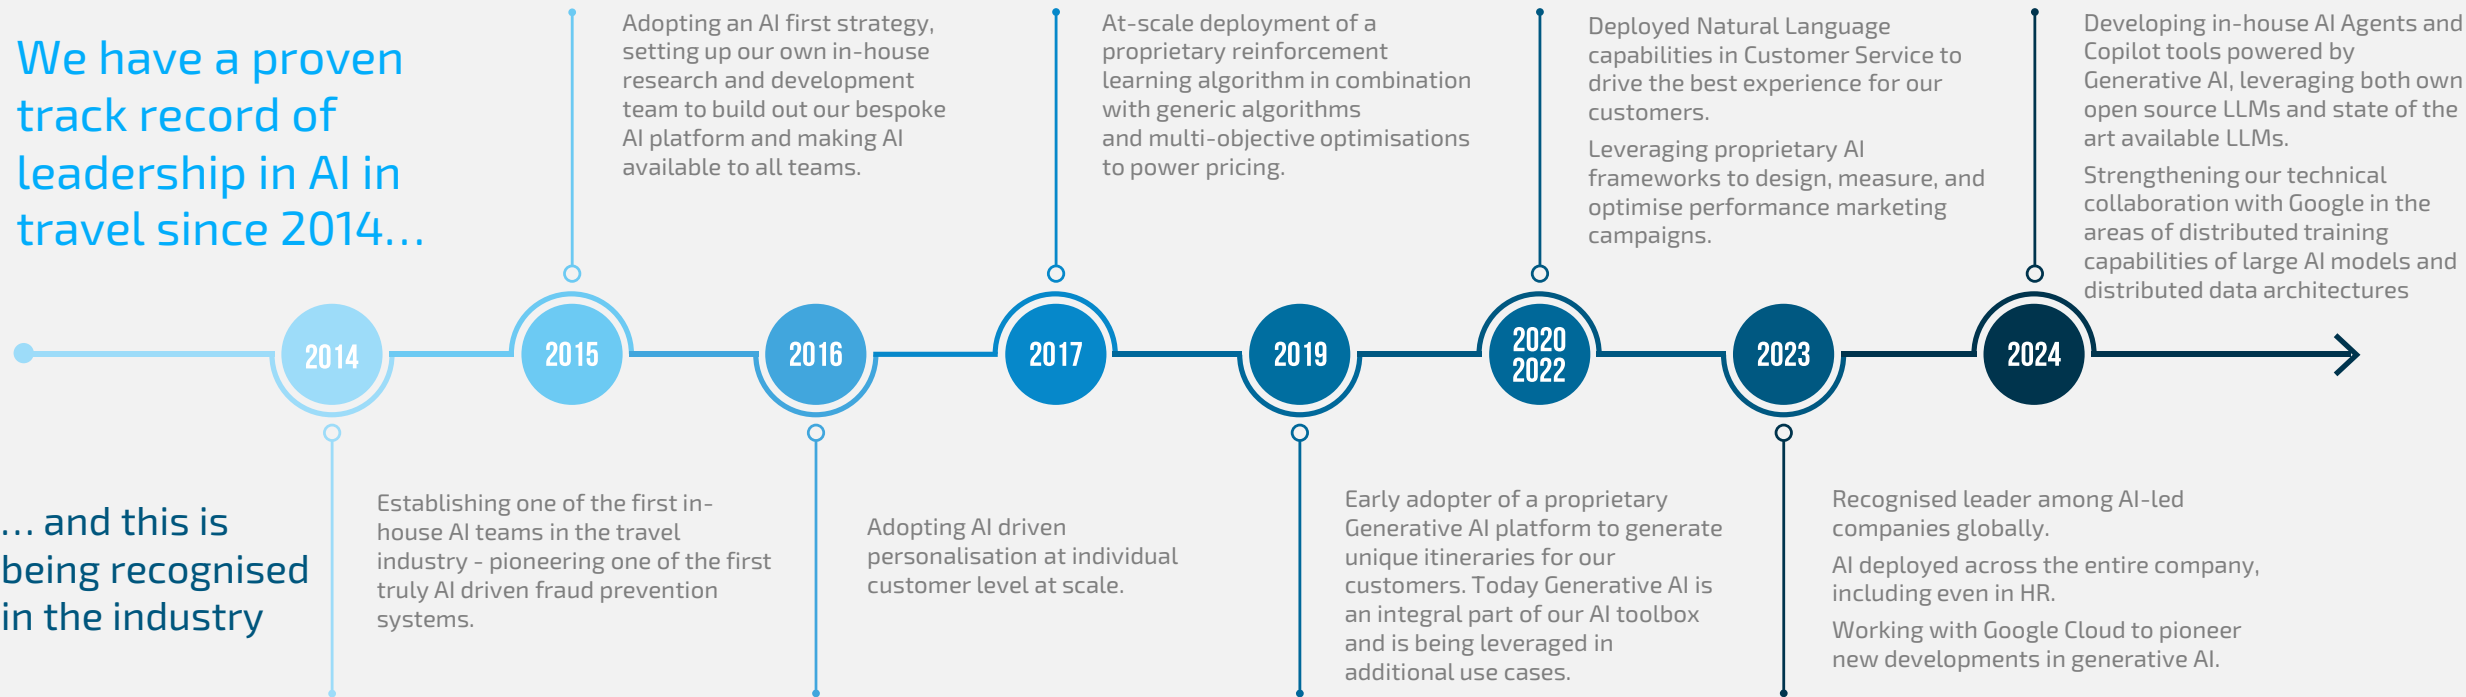 We have a proven
track record of
leadership in AI in
travel since 2014...
Adopting an AI first strategy,
setting up our own in-house
research and development
team to build out our bespoke
AI platform and making AI
available to all teams.
At-scale deployment of a
proprietary reinforcement
learning algorithm in combination
with generic algorithms
and multi-objective optimisations
to power pricing.
Deployed Natural Language
capabilities in Customer Service to
drive the best experience for our
customers.
Leveraging proprietary AI
frameworks to design, measure, and
optimise performance marketing
campaigns.
Developing in-house AI Agents and
Copilot tools powered by
Generative AI, leveraging both own
open source LLMs and state of the
art available LLMs.
Strengthening our technical
collaboration with Google in the
areas of distributed training
capabilities of large AI models and
distributed data architectures
2014
2015
2016
2017
2019
2020
2022
2023
2024
... and this is
being recognised
in the industry
Establishing one of the first in-
house AI teams in the travel
industry - pioneering one of the first
truly AI driven fraud prevention
systems.
Adopting AI driven
personalisation at individual
customer level at scale.
Early adopter of a proprietary
Generative AI platform to generate
unique itineraries for our
customers. Today Generative AI is
an integral part of our AI toolbox
and is being leveraged in
additional use cases.
Recognised leader among AI-led
companies globally.
AI deployed across the entire company,
including even in HR.
Working with Google Cloud to pioneer
new developments in generative AI.